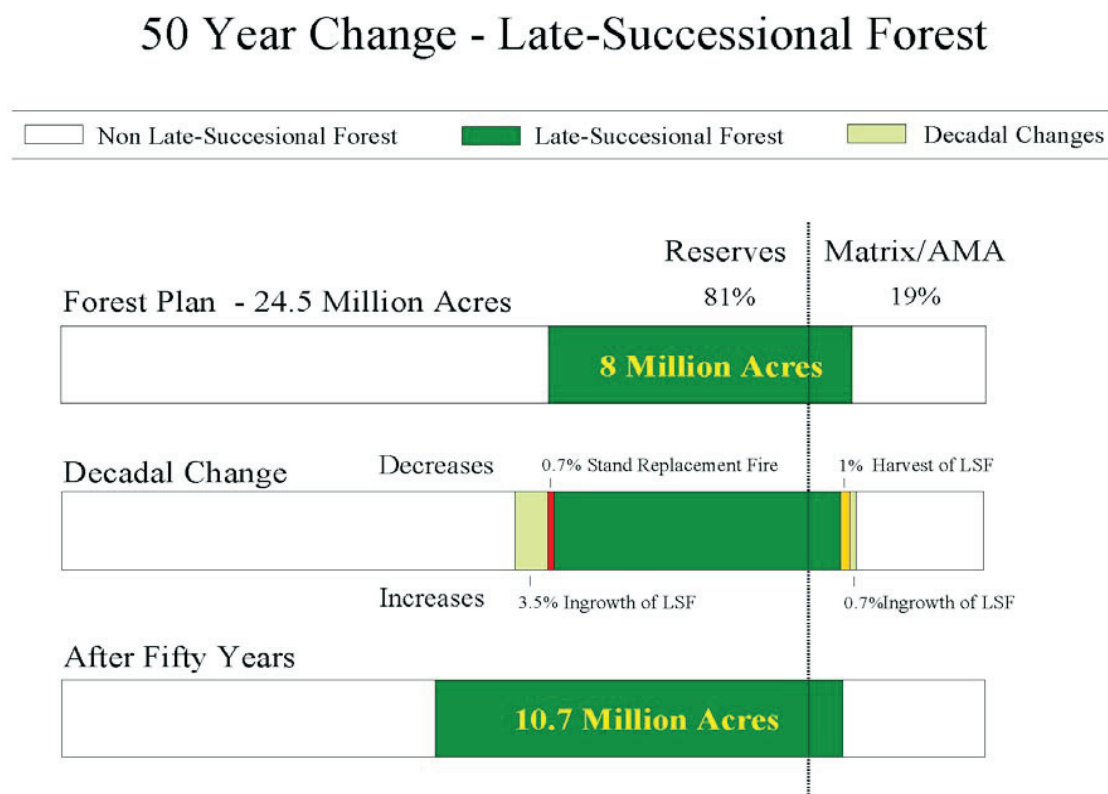 50 Year Change - Late-Successional Forest
Non Late-Succesional Forest Late-Succesional Forest Decadal Changes
Reserves Matrix/AMA
81% 19%
Forest Plan - 24.5 Million Acres
8 Million Acres
Decadal Change
Decreases 0.7% Stand Replacement Fire 1% Harvest of LSF
Increases 3.5% Ingrowth of LSF 0.7%Ingrowth of LSF
After Fifty Years
10.7 Million Acres